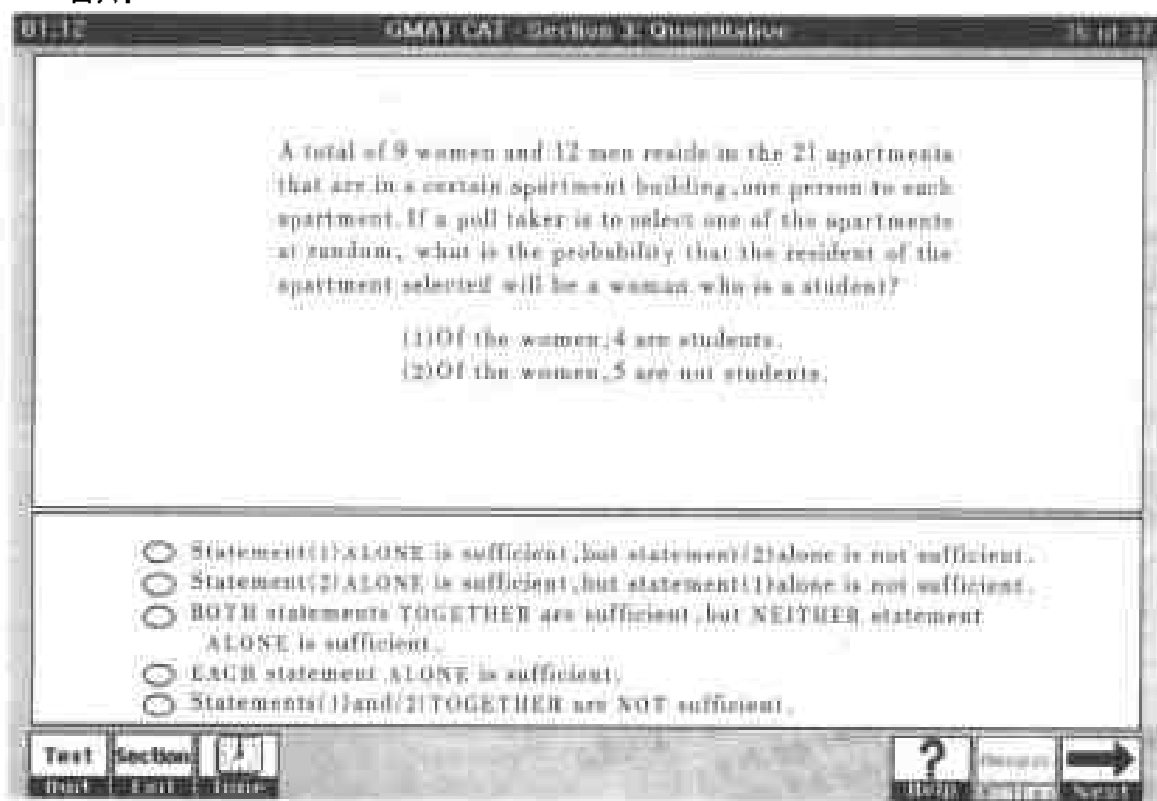 01:12 GMAT CAT - Section 3: Quantitative
A total of 9 women and 12 men reside in the 21 apartments
that are in a certain apartment building,one person to each
apartment.If a poll taker is to select one of the apartments
at random, what is the probability that the resident of the
apartment selected will be a woman who is a student?
(1)Of the women,4 are students.
(2)Of the women,5 are not students.
Statement(1)ALONE is sufficient,but statement(2)alone is not sufficient.
Statement(2)ALONE is sufficient,but statement(1)alone is not sufficient.
BOTH statements TOGETHER are sufficient,but NEITHER statement
ALONE is sufficient.
EACH statement ALONE is sufficient.
Statements(1)and(2)TOGETHER are NOT sufficient.
Test Section ?
Quit Exit Time Help Next